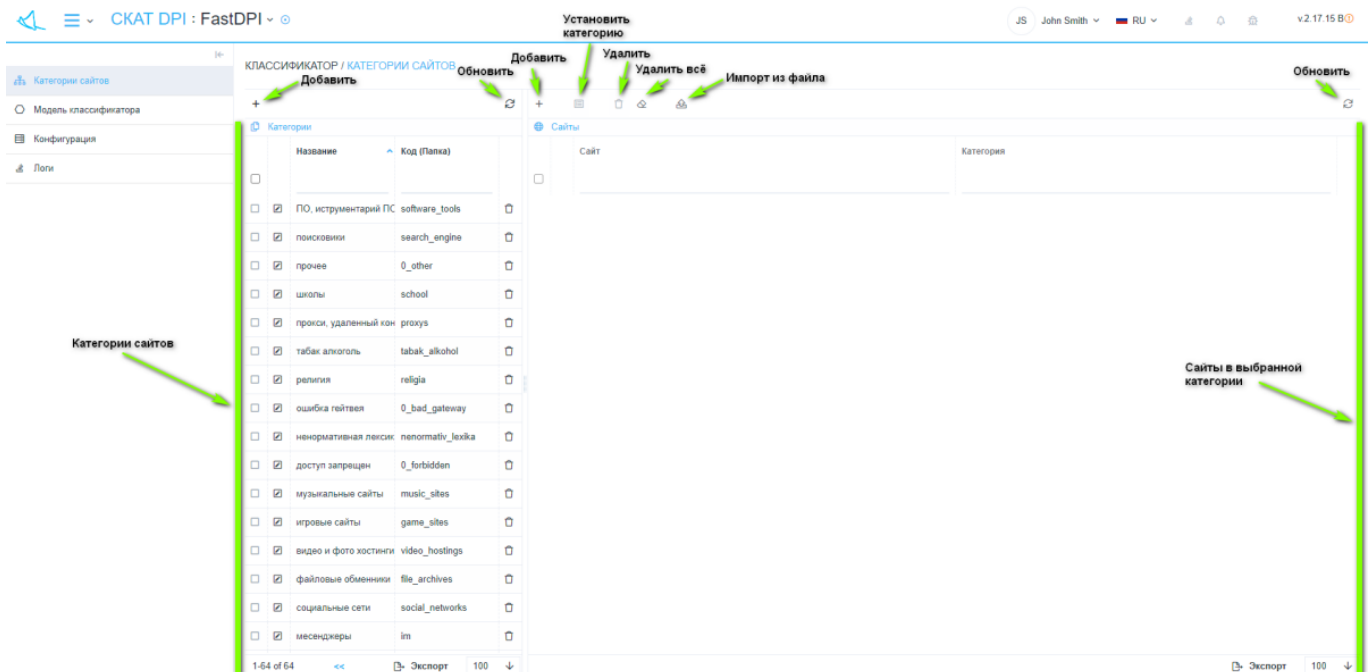 СКАТ DPI : FastDPI
JS John Smith RU v.2.17.15 B
Установить категорию
Категории сайтов
Модель классификатора
Конфигурация
Логи
КЛАССИФИКАТОР / КАТЕГОРИИ САЙТОВ
Добавить
Обновить
Добавить
Удалить
Удалить всё
Импорт из файла
Обновить
Категории
Название Код (Папка)
ПО, иструментарий ПС software_tools
поисковики search_engine
прочее 0_other
школы school
прокси, удаленный кон proxys
табак алкоголь tabak_alkohol
религия religia
ошибка гейтвея 0_bad_gateway
ненормативная лексик nenormativ_lexika
доступ запрещен 0_forbidden
музыкальные сайты music_sites
игровые сайты game_sites
видео и фото хостинги video_hostings
файловые обменники file_archives
социальные сети social_networks
месенджеры im
1-64 of 64 << Экспорт 100
Сайты
Сайт Категория
Экспорт 100
Категории сайтов
Сайты в выбранной
категории